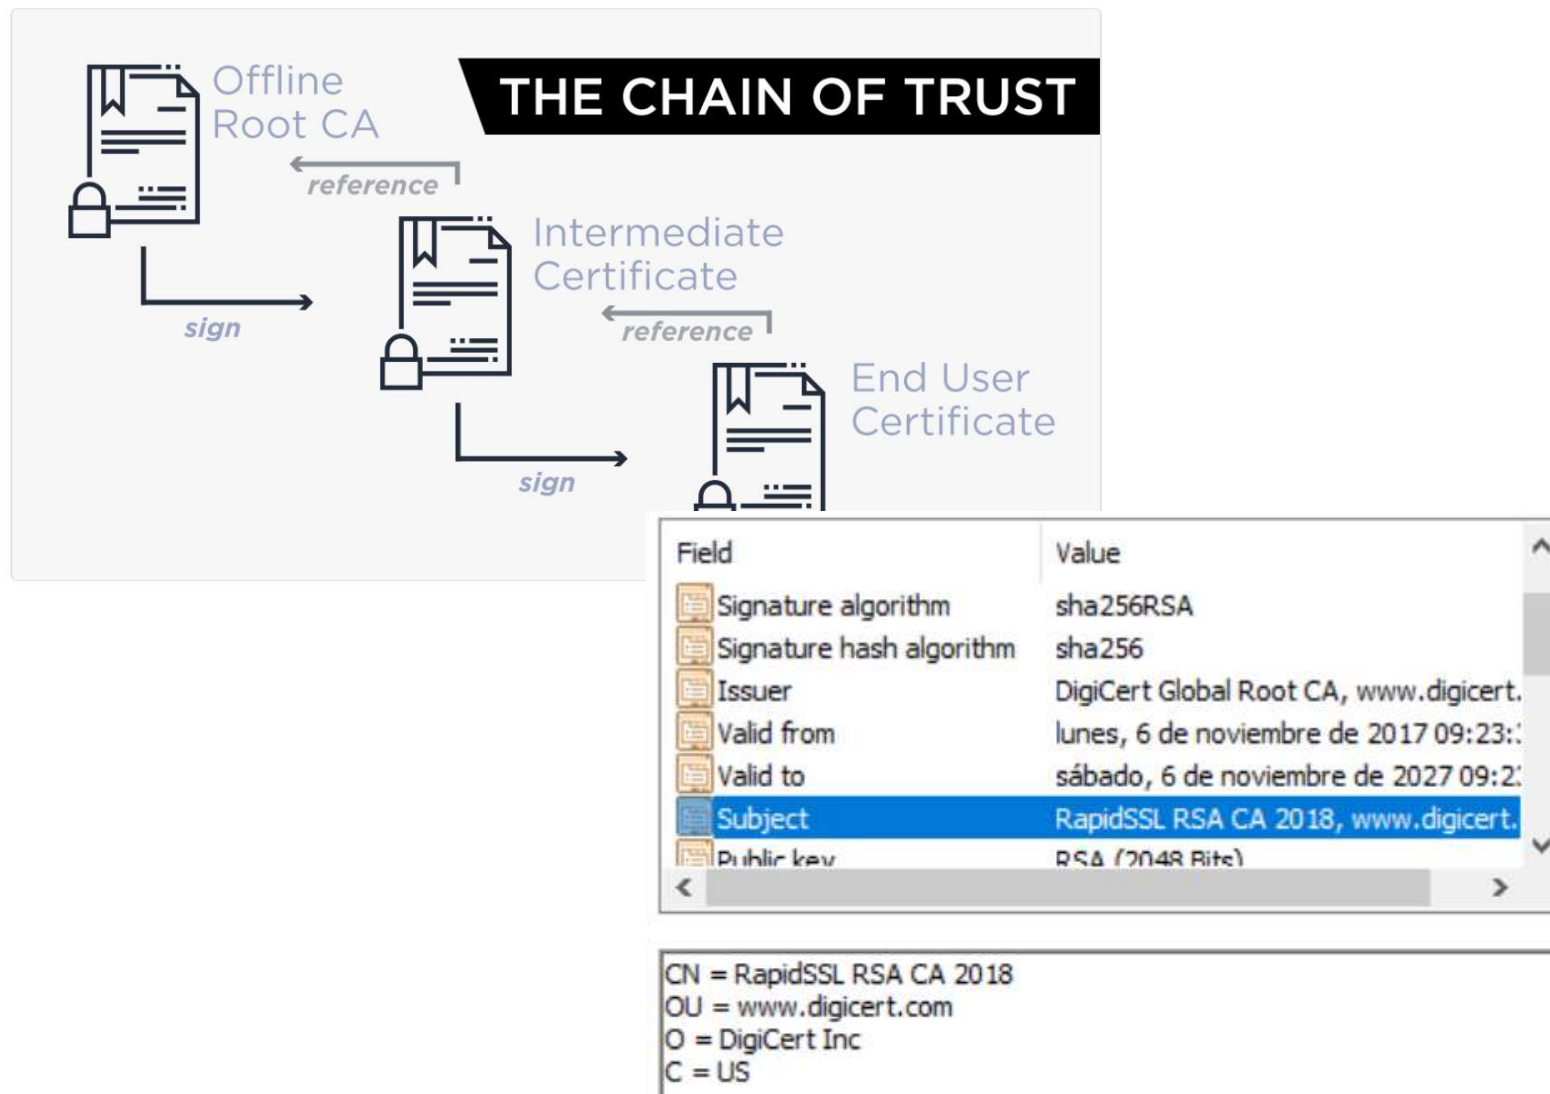 Offline
Root CA
THE CHAIN OF TRUST
reference
Intermediate
Certificate
sign
reference
End User
Certificate
sign
Field Value
Signature algorithm sha256RSA
Signature hash algorithm sha256
Issuer DigiCert Global Root CA, www.digicert.
Valid from lunes, 6 de noviembre de 2017 09:23:
Valid to sábado, 6 de noviembre de 2027 09:2
Subject RapidSSL RSA CA 2018, www.digicert.
Public key RSA (2048 Bits)
CN = RapidSSL RSA CA 2018
OU = www.digicert.com
O = DigiCert Inc
C = US